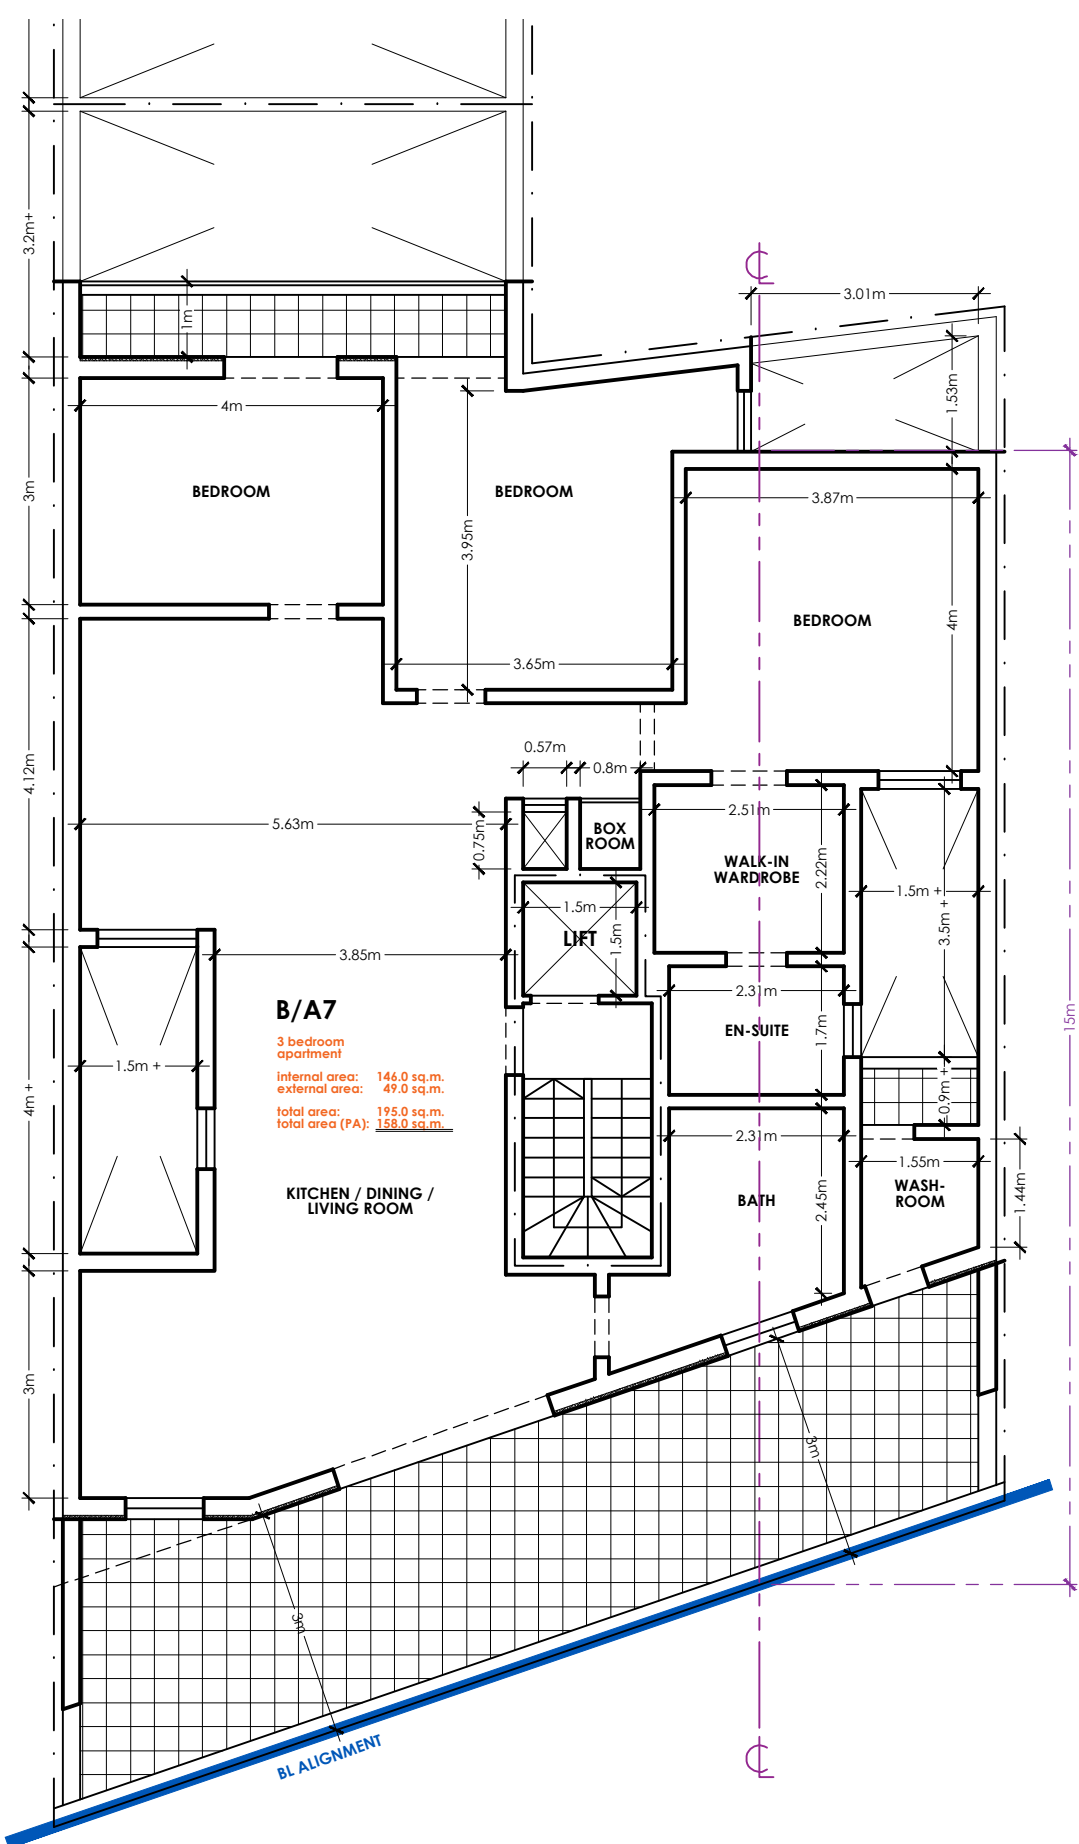 3.2m+
1m
3.01m
1.53m
4m
3m
BEDROOM
BEDROOM
3.87m
3.95m
BEDROOM
4m
3.65m
0.57m
0.8m
4.12m
5.63m
0.75m
BOX
ROOM
2.51m
WALK-IN
WARDROBE
2.22m
1.5m +
3.5m +
1.5m
LIFT
1.5m
3.85m
2.31m
B/A7
EN-SUITE
1.7m
15m
3 bedroom
apartment
internal area: 146.0 sq.m.
external area: 49.0 sq.m.
total area: 195.0 sq.m.
total area (PA): 158.0 sq.m.
1.5m +
4m +
0.9m +
2.31m
1.55m
KITCHEN / DINING /
LIVING ROOM
BATH
2.45m
WASH-
ROOM
1.44m
3m
3m
3m
BL ALIGNMENT